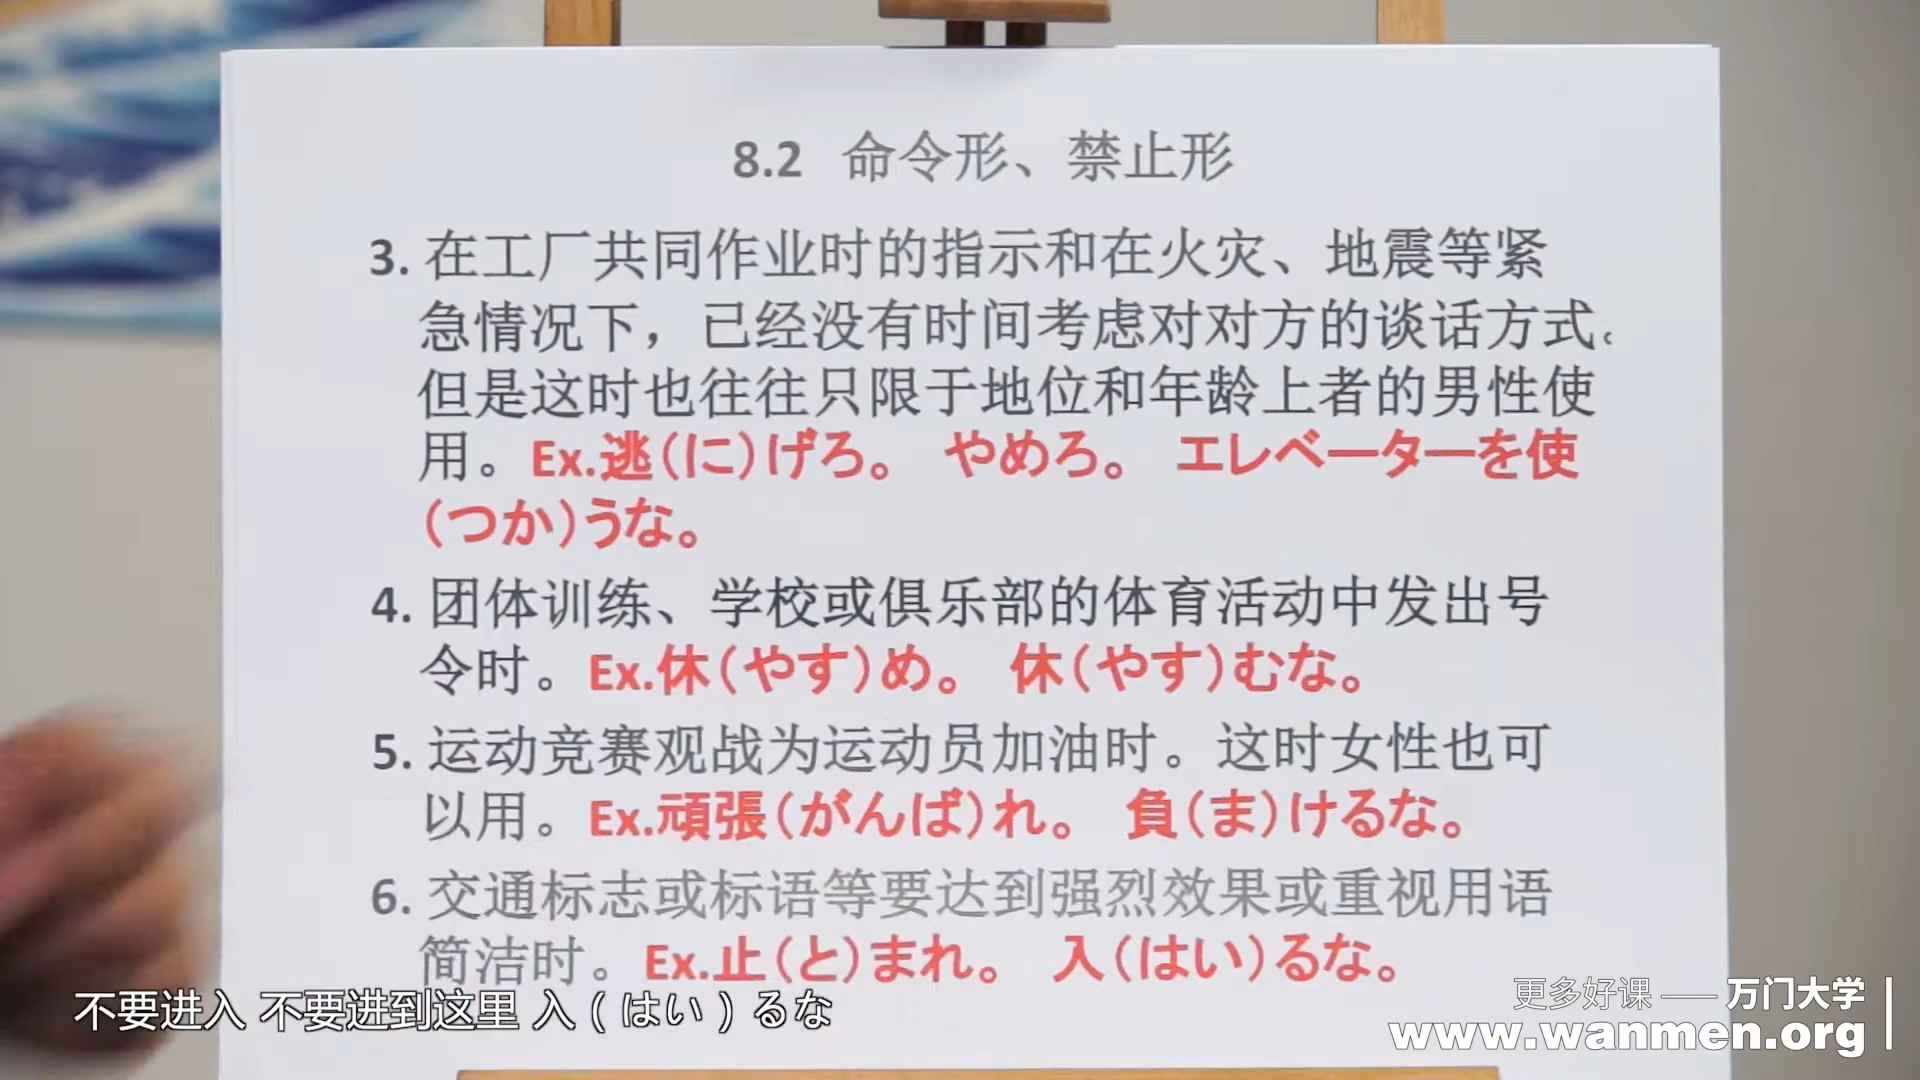 8.2 命令形、禁止形
3. 在工厂共同作业时的指示和在火灾、地震等紧
急情况下，已经没有时间考虑对对方的谈话方式。
但是这时也往往只限于地位和年龄上者的男性使
用。Ex.逃（に）げろ。 やめろ。 エレベーターを使
（つか）うな。
4. 团体训练、学校或俱乐部的体育活动中发出号
令时。Ex.休（やす）め。 休（やす）むな。
5. 运动竞赛观战为运动员加油时。这时女性也可
以用。Ex.頑張（がんば）れ。 負（ま）けるな。
6. 交通标志或标语等要达到强烈效果或重视用语
简洁时。Ex.止（と）まれ。 入（はい）るな。
不要进入 不要进到这里 入（はい）るな
更多好课 —— 万门大学
www.wanmen.org